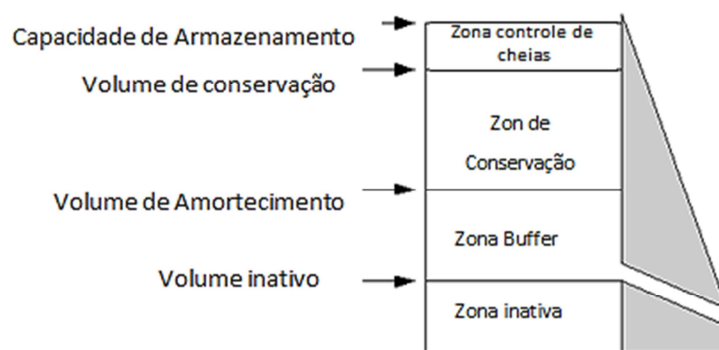 Capacidade de Armazenamento
Zona controle de
cheias
Volume de conservação
Zon de
Conservação
Volume de Amortecimento
Zona Buffer
Volume inativo
Zona inativa